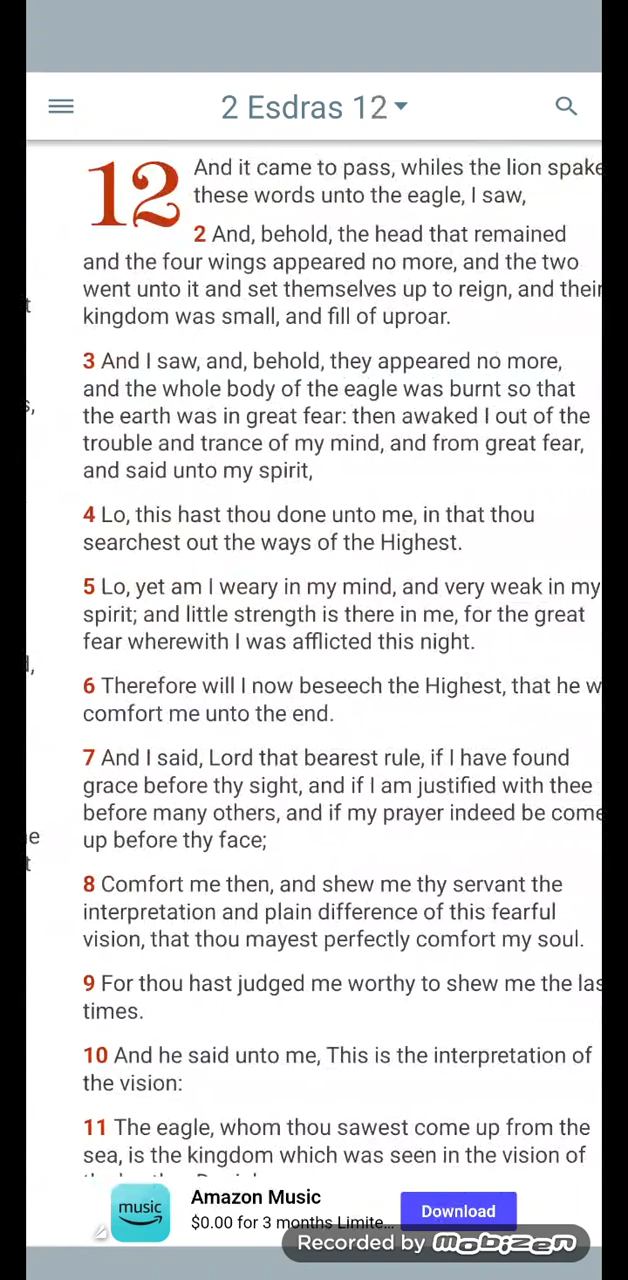 2 Esdras 12
12 And it came to pass, whiles the lion spake
these words unto the eagle, I saw,
2 And, behold, the head that remained
and the four wings appeared no more, and the two
went unto it and set themselves up to reign, and their
kingdom was small, and fill of uproar.
3 And I saw, and, behold, they appeared no more,
and the whole body of the eagle was burnt so that
the earth was in great fear: then awaked I out of the
trouble and trance of my mind, and from great fear,
and said unto my spirit,
4 Lo, this hast thou done unto me, in that thou
searchest out the ways of the Highest.
5 Lo, yet am I weary in my mind, and very weak in my
spirit; and little strength is there in me, for the great
fear wherewith I was afflicted this night.
6 Therefore will I now beseech the Highest, that he w
comfort me unto the end.
7 And I said, Lord that bearest rule, if I have found
grace before thy sight, and if I am justified with thee
before many others, and if my prayer indeed be come
up before thy face;
8 Comfort me then, and shew me thy servant the
interpretation and plain difference of this fearful
vision, that thou mayest perfectly comfort my soul.
9 For thou hast judged me worthy to shew me the las
times.
10 And he said unto me, This is the interpretation of
the vision:
11 The eagle, whom thou sawest come up from the
sea, is the kingdom which was seen in the vision of
music
Amazon Music
$0.00 for 3 months Limite...
Download
Recorded by mobizen